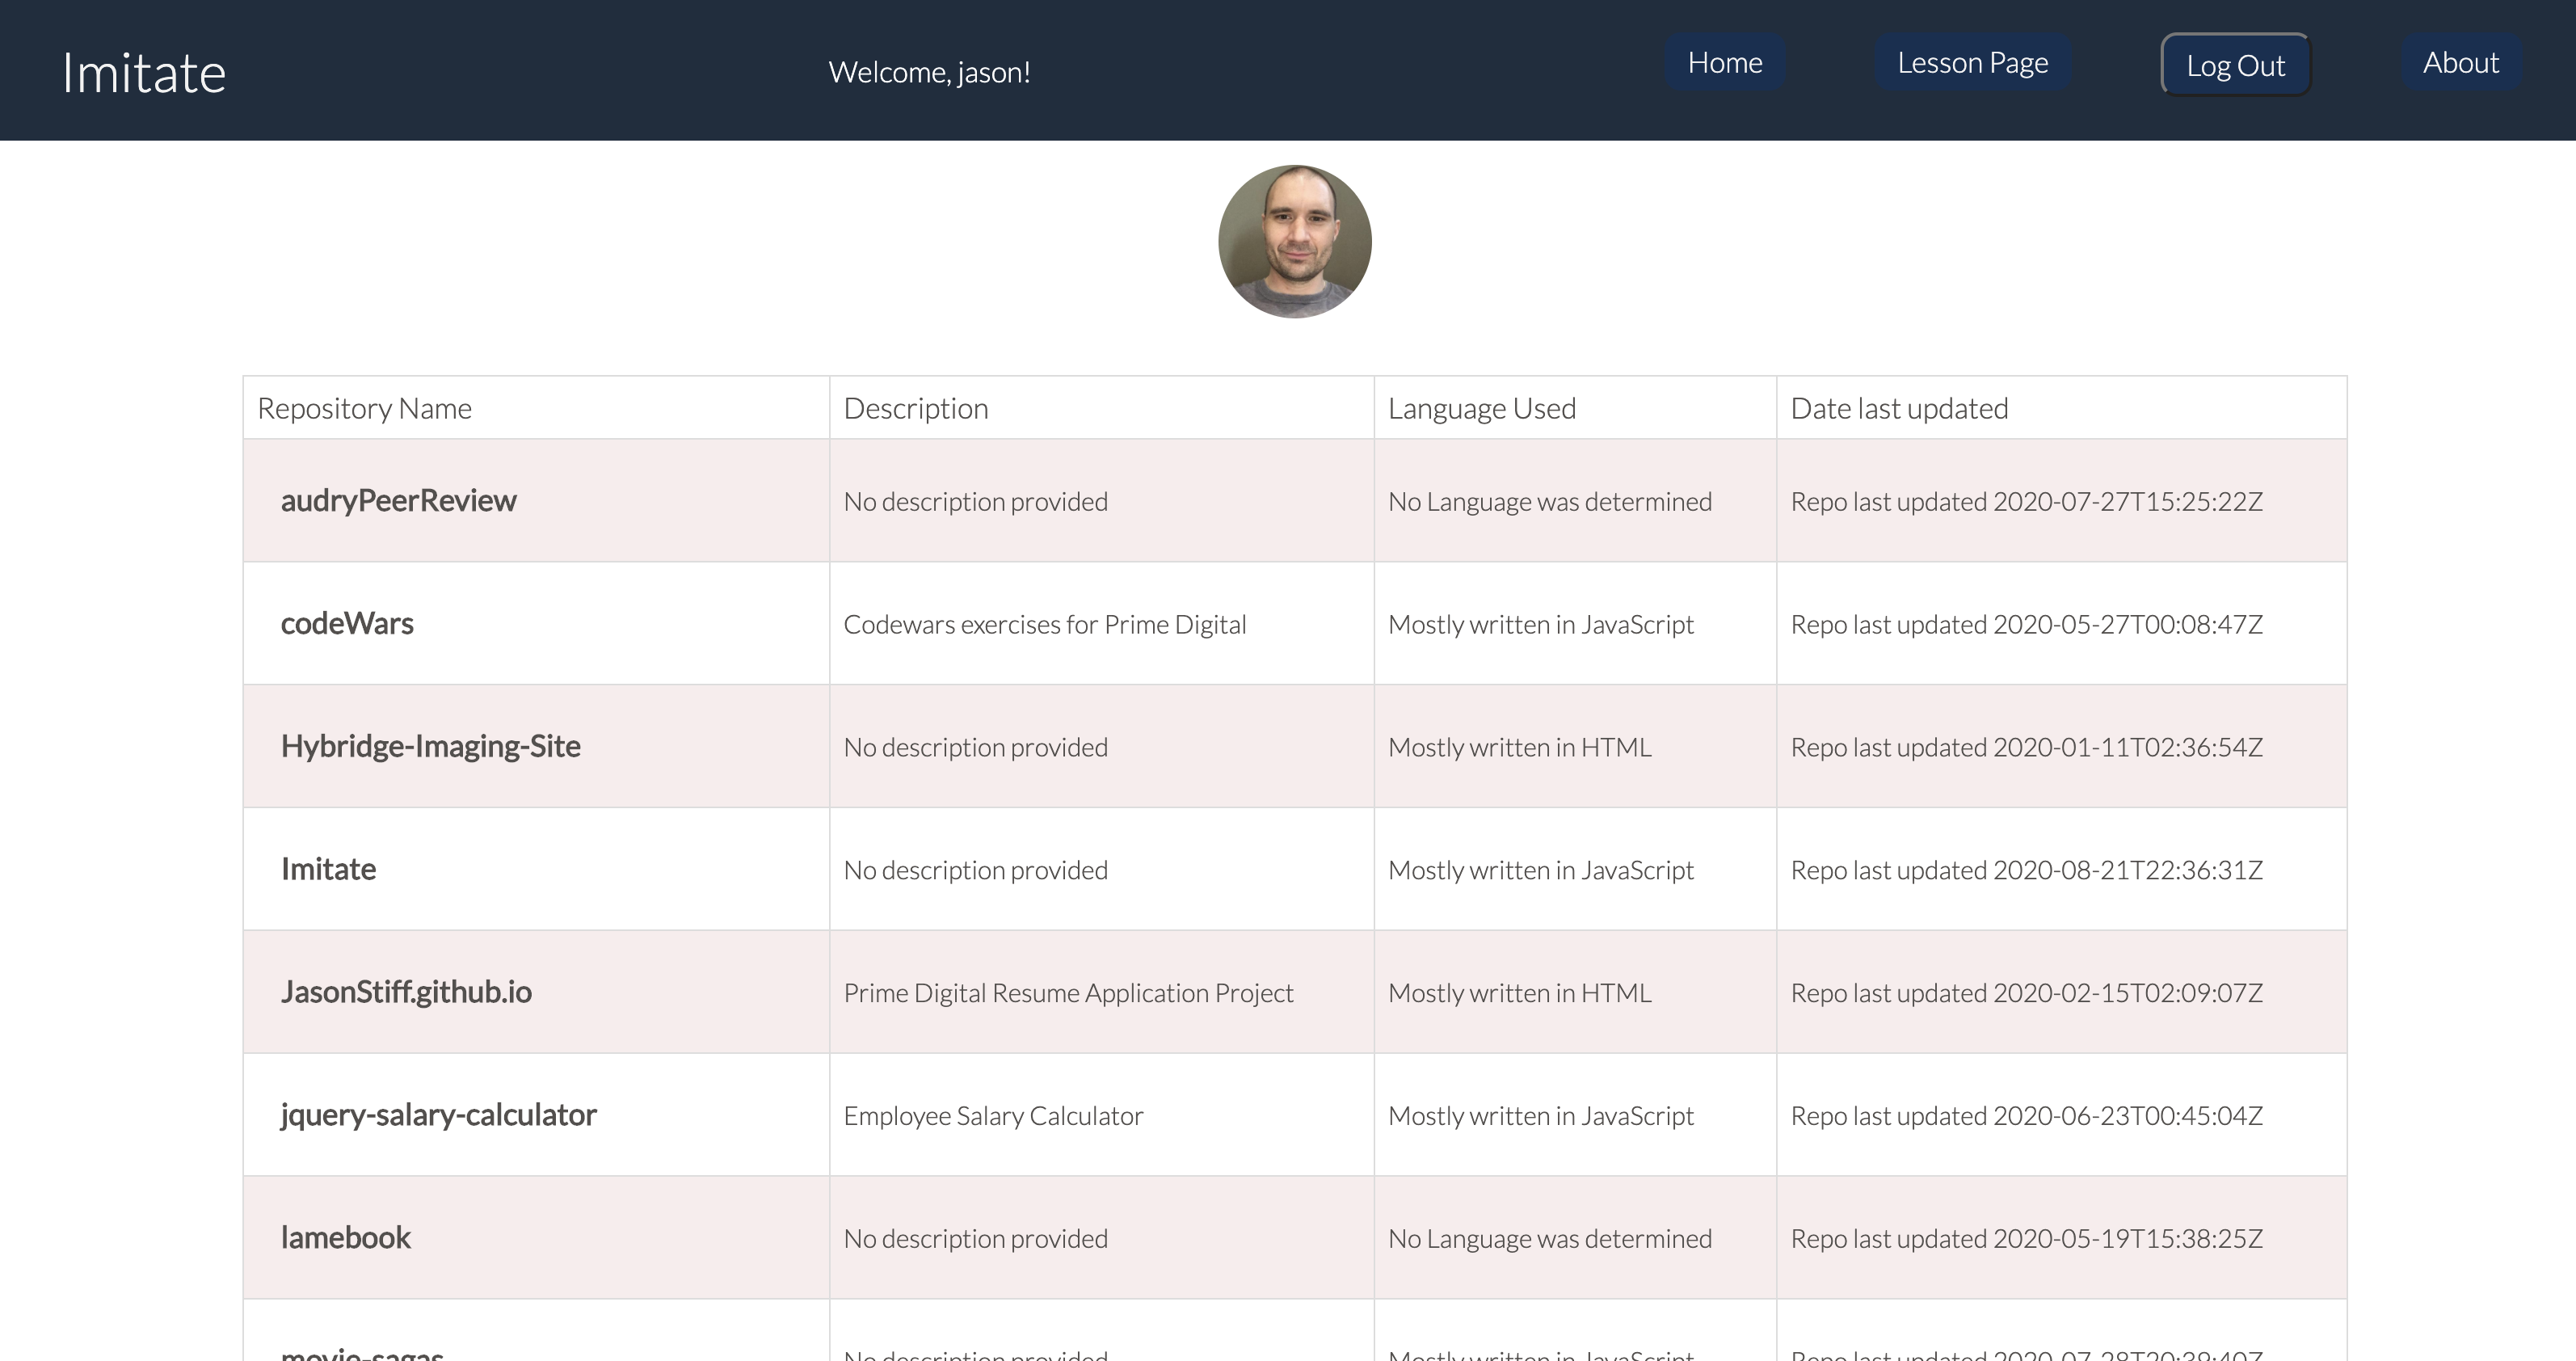 Imitate
Welcome, jason!
Home
Lesson Page
Log Out
About
Repository Name Description Language Used Date last updated
audryPeerReview No description provided No Language was determined Repo last updated 2020-07-27T15:25:22Z
codeWars Codewars exercises for Prime Digital Mostly written in JavaScript Repo last updated 2020-05-27T00:08:47Z
Hybridge-Imaging-Site No description provided Mostly written in HTML Repo last updated 2020-01-11T02:36:54Z
Imitate No description provided Mostly written in JavaScript Repo last updated 2020-08-21T22:36:31Z
JasonStiff.github.io Prime Digital Resume Application Project Mostly written in HTML Repo last updated 2020-02-15T02:09:07Z
jquery-salary-calculator Employee Salary Calculator Mostly written in JavaScript Repo last updated 2020-06-23T00:45:04Z
lamebook No description provided No Language was determined Repo last updated 2020-05-19T15:38:25Z
movie-sagas No description provided Mostly written in JavaScript Repo last updated 2020-07-28T20:39:40Z